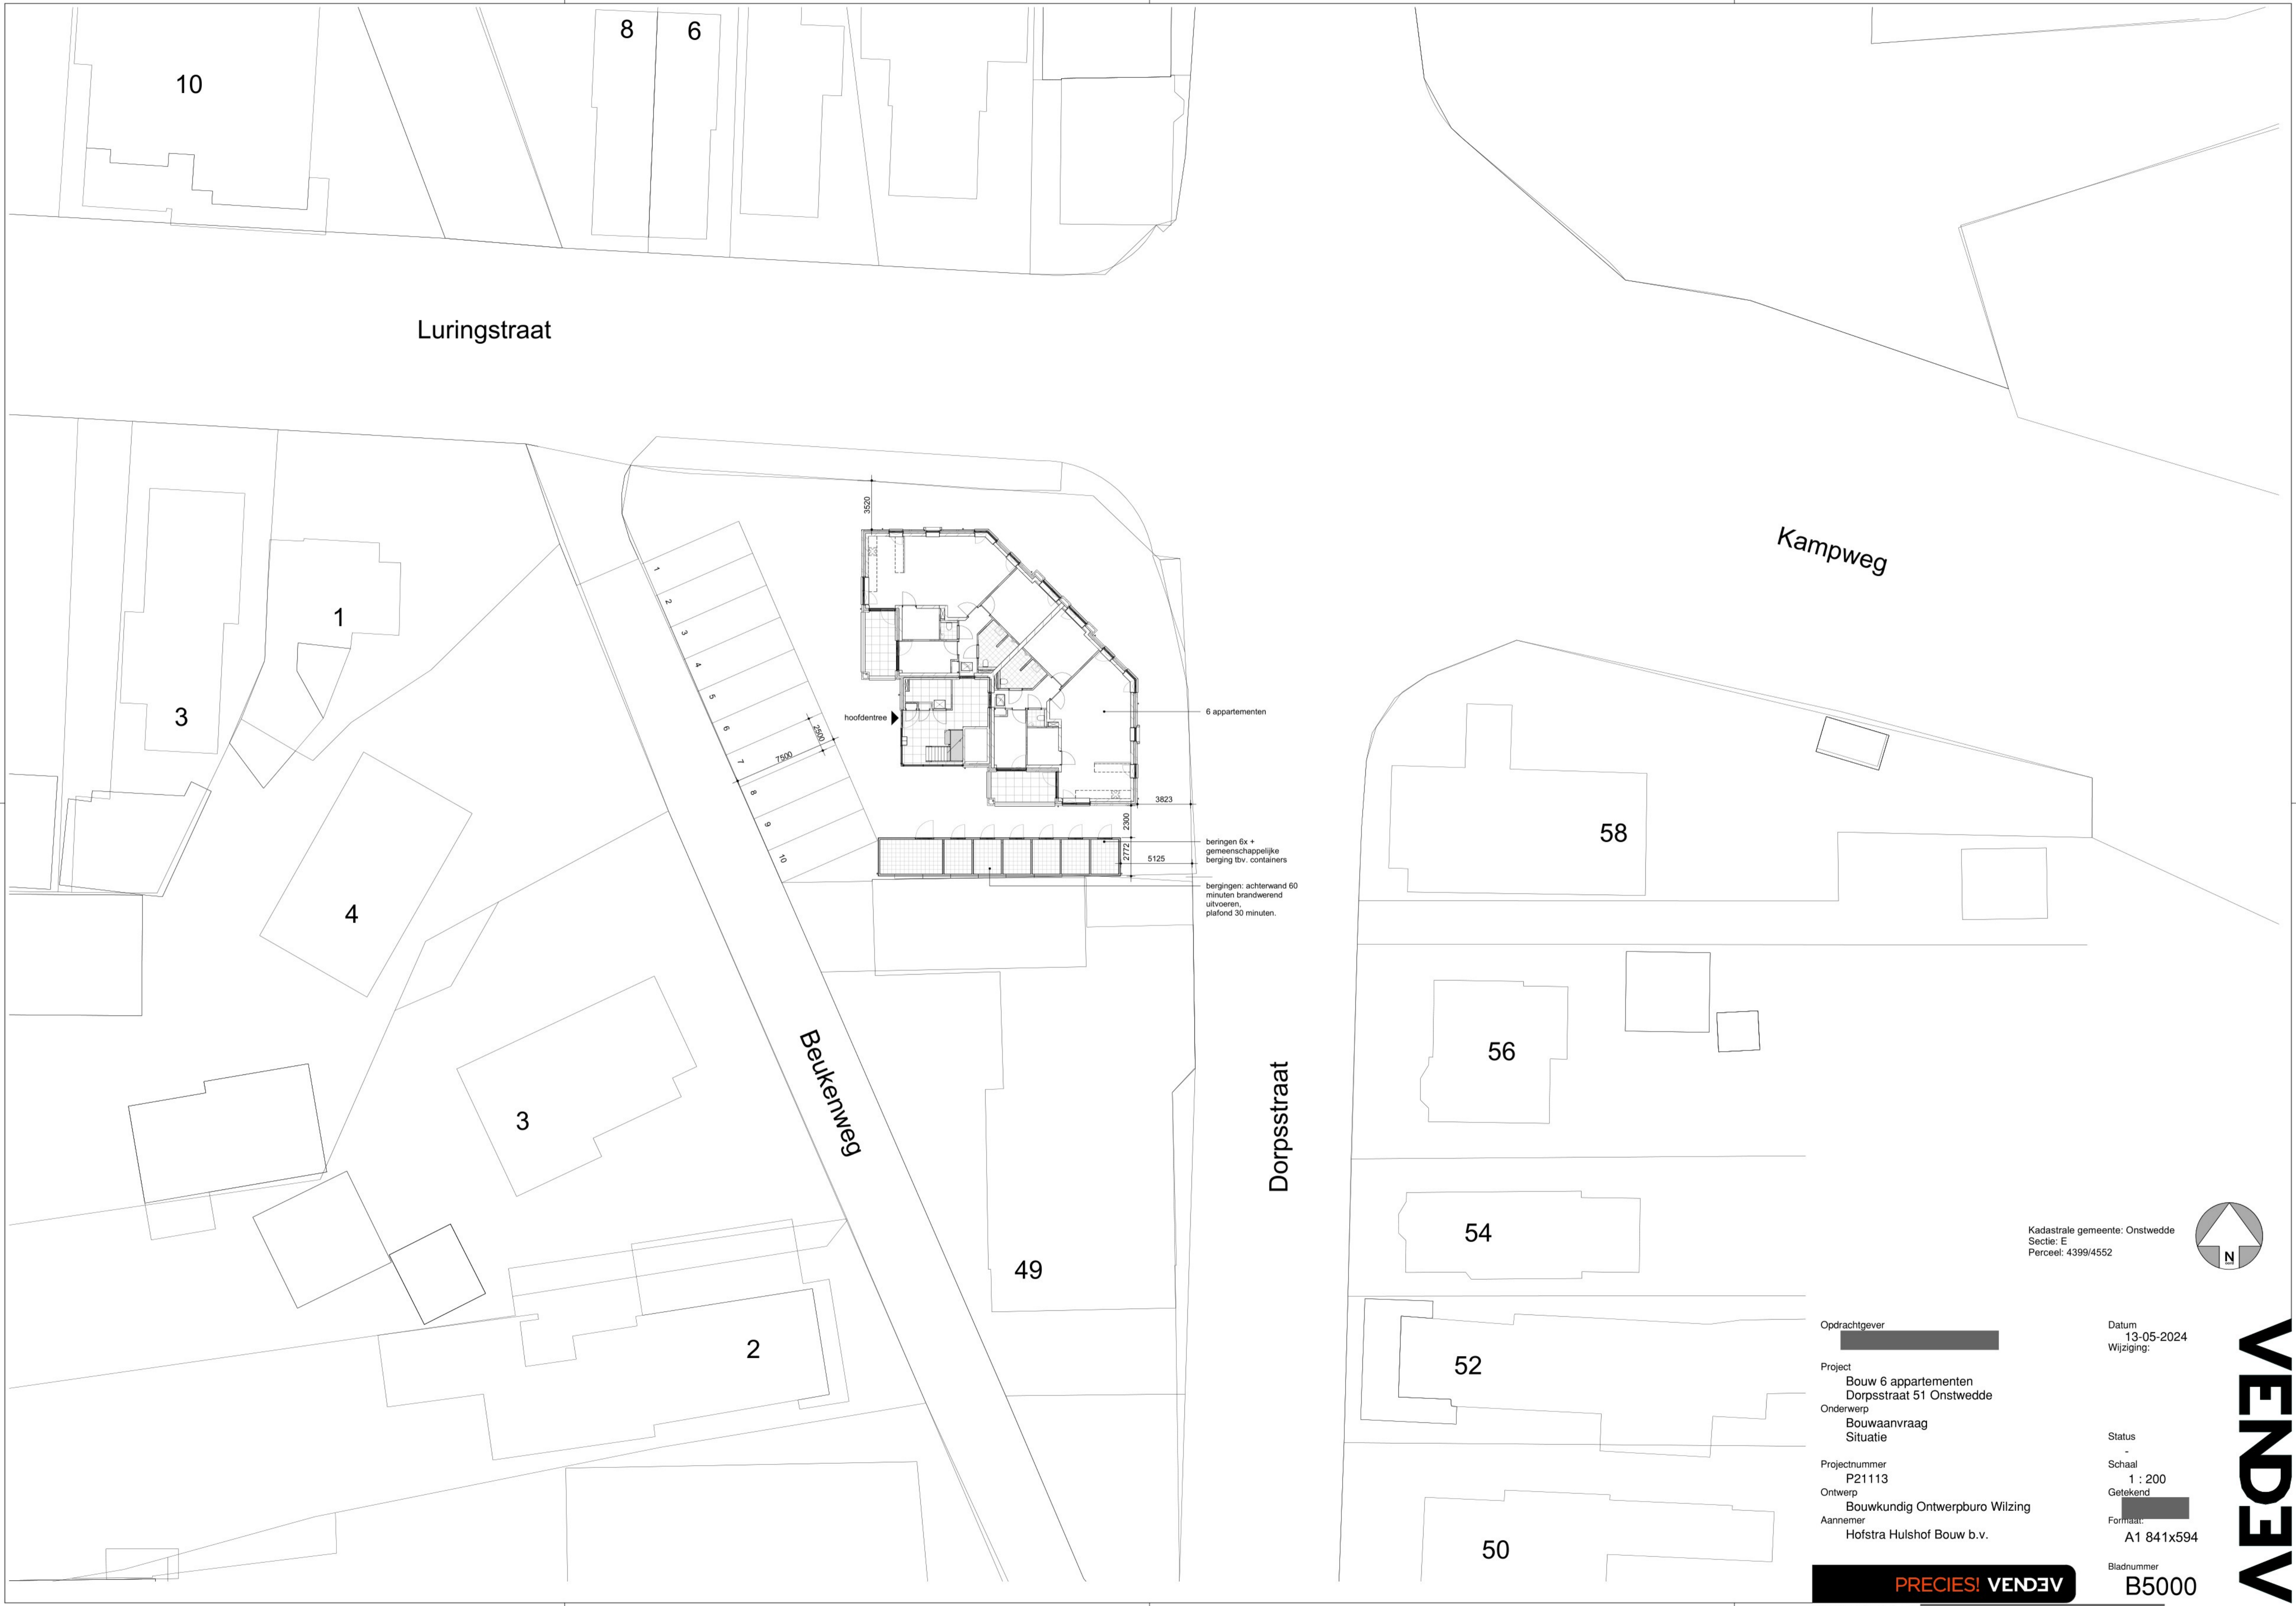 8
6
10
Luringstraat
3520
Kampweg
1
2
3
4
5
6
7
8
9
10
2500
7500
hoofdentree
6 appartementen
3823
2300
2772
5125
beringen 6x +
gemeenschappelijke
berging tbv. containers
bergingen: achterwand 60
minuten brandwerend
uitvoeren,
plafond 30 minuten.
1
3
4
3
2
Beukenweg
49
Dorpsstraat
58
56
54
52
50
Kadastrale gemeente: Onstwedde
Sectie: E
Perceel: 4399/4552
N
Opdrachtgever
Project
Bouw 6 appartementen
Dorpsstraat 51 Onstwedde
Onderwerp
Bouwaanvraag
Situatie
Projectnummer
P21113
Ontwerp
Bouwkundig Ontwerpburo Wilzing
Aannemer
Hofstra Hulshof Bouw b.v.
Datum
13-05-2024
Wijziging:
Status
-
Schaal
1 : 200
Getekend
Formaat:
A1 841x594
Bladnummer
B5000
PRECIES! VENDEV
VENDEV